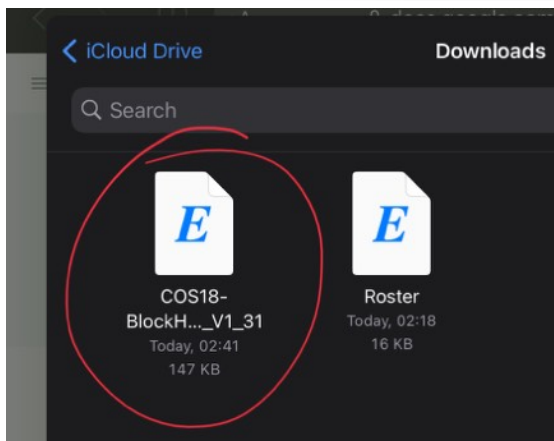 iCloud Drive
Downloads
Search
E
E
COS18-
BlockH..._V1_31
Today, 02:41
147 KB
Roster
Today, 02:18
16 KB